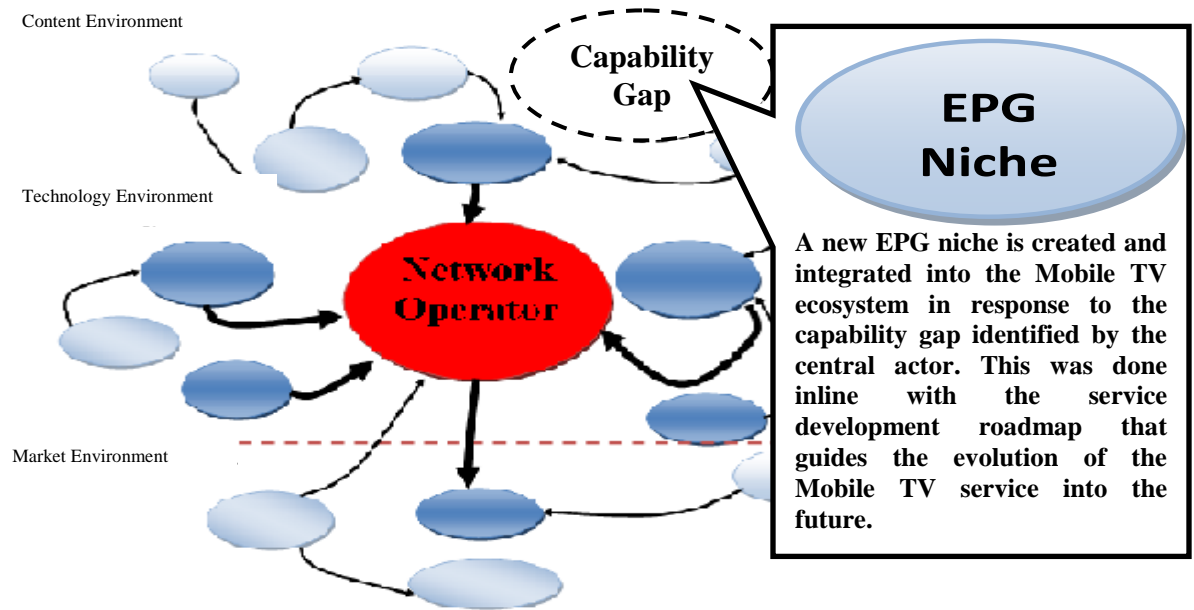 Content Environment
Capability
Gap
EPG
Niche
Technology Environment
Network
Operator
A new EPG niche is created and
integrated into the Mobile TV
ecosystem in response to the
capability gap identified by the
central actor. This was done
inline with the service
development roadmap that
guides the evolution of the
Mobile TV service into the
future.
Market Environment